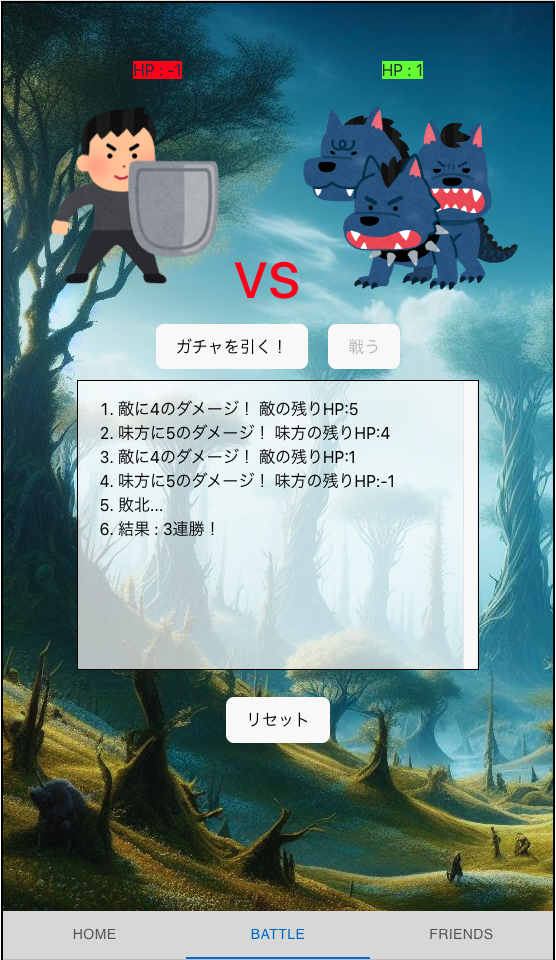 HP : -1
HP : 1
VS
ガチャを引く！
戦う
1. 敵に4のダメージ！ 敵の残りHP:5
2. 味方に5のダメージ！ 味方の残りHP:4
3. 敵に4のダメージ！ 敵の残りHP:1
4. 味方に5のダメージ！ 味方の残りHP:-1
5. 敗北...
6. 結果 : 3連勝！
リセット
HOME
BATTLE
FRIENDS